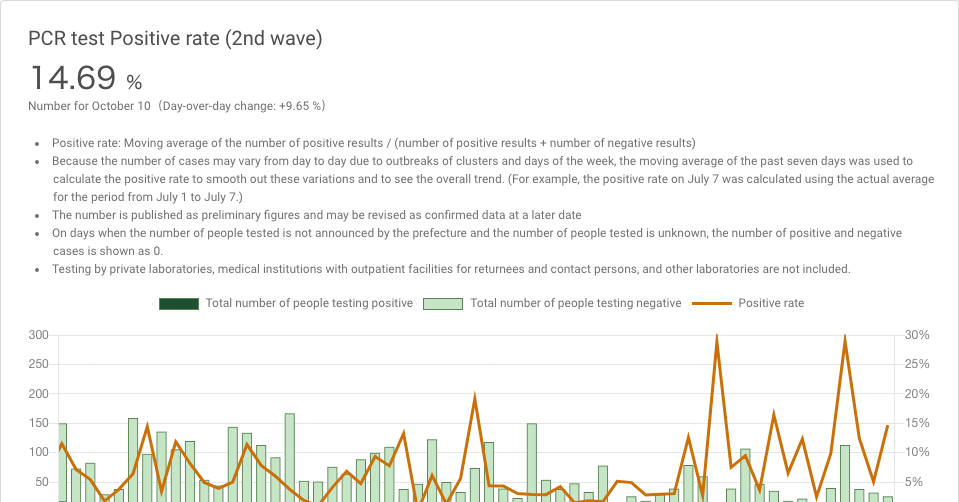 PCR test Positive rate (2nd wave)
14.69 %
Number for October 10（Day-over-day change: +9.65 %）
• Positive rate: Moving average of the number of positive results / (number of positive results + number of negative results)
• Because the number of cases may vary from day to day due to outbreaks of clusters and days of the week, the moving average of the past seven days was used to
calculate the positive rate to smooth out these variations and to see the overall trend. (For example, the positive rate on July 7 was calculated using the actual average
for the period from July 1 to July 7.)
• The number is published as preliminary figures and may be revised as confirmed data at a later date
• On days when the number of people tested is not announced by the prefecture and the number of people tested is unknown, the number of positive and negative
cases is shown as 0.
• Testing by private laboratories, medical institutions with outpatient facilities for returnees and contact persons, and other laboratories are not included.
Total number of people testing positive Total number of people testing negative Positive rate
300 30%
250 25%
200 20%
150 15%
100 10%
50 5%